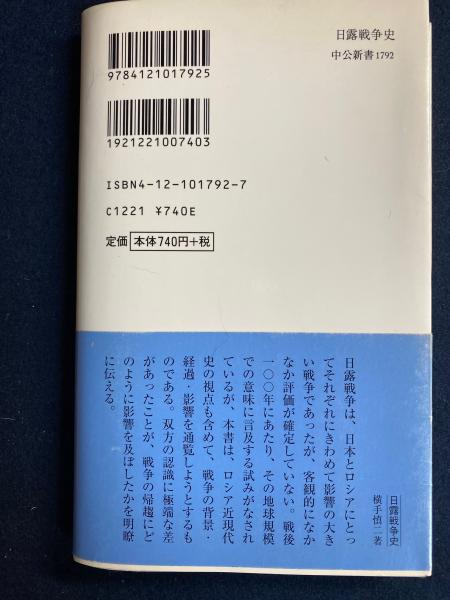 日露戦争史
中公新書1792
9784121017925
1921221007403
ISBN4-12-101792-7
C1221 ¥740E
定価 本体740円+税
日露戦争史
横手慎二著
日露戦争は、日本とロシアにとっ
てそれぞれにきわめて影響の大き
い戦争であったが、客観的にはなか
なか評価が確定していない。戦後
一〇〇年にあたり、その地球規模
での意味に言及する試みがなされ
ているが、本書は、ロシア近現代
史の視点も含めて、戦争の背景・
経過・影響を通覧しようとするも
のである。双方の認識に極端な差
があったことが、戦争の帰趨にど
のように影響を及ぼしたかを明瞭
に伝える。